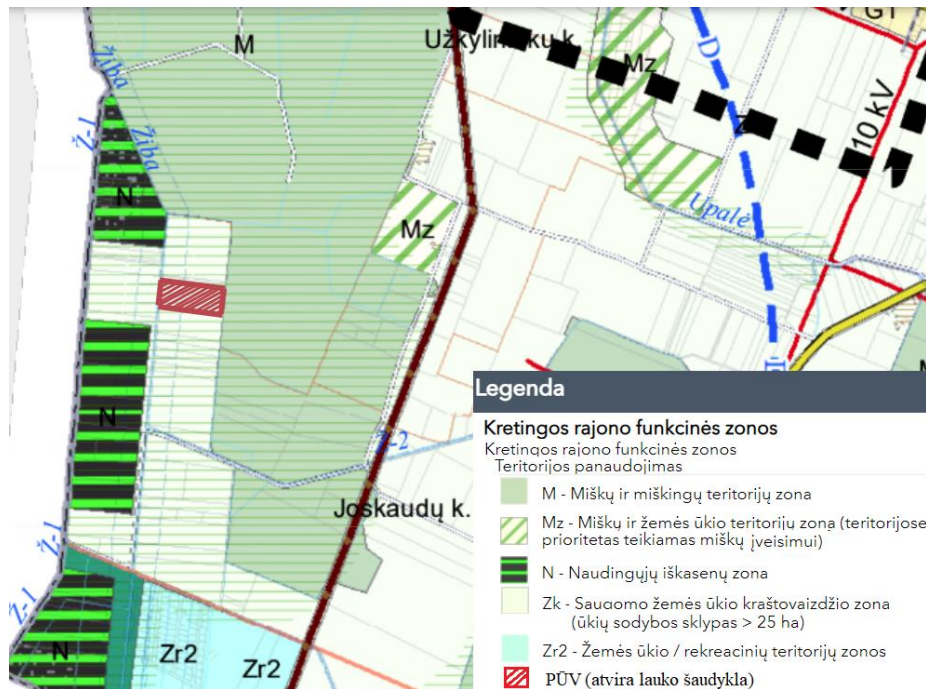 G1
M
Užkylininkų k.
D
Mz
Žiba
Ž-1
Žiba
Ž
10 kV
N
Upalė
Mz
N
Legenda
Ž-2
Kretingos rajono funkcinės zonos
Kretingos rajono funkcinės zonos
Teritorijos panaudojimas
M - Miškų ir miškingų teritorijų zona
Joskaudų k.
Mz - Miškų ir žemės ūkio teritorijų zona (teritorijose
prioritetas teikiamas miškų įveisimui)
Ž-1
N - Naudingųjų iškasenų zona
Zk - Saugomo žemės ūkio kraštovaizdžio zona
(ūkių sodybos sklypas > 25 ha)
Ž-1
N
Zr2
Zr2
Zr2 - Žemės ūkio / rekreacinių teritorijų zonos
PŪV (atvira lauko šaudykla)